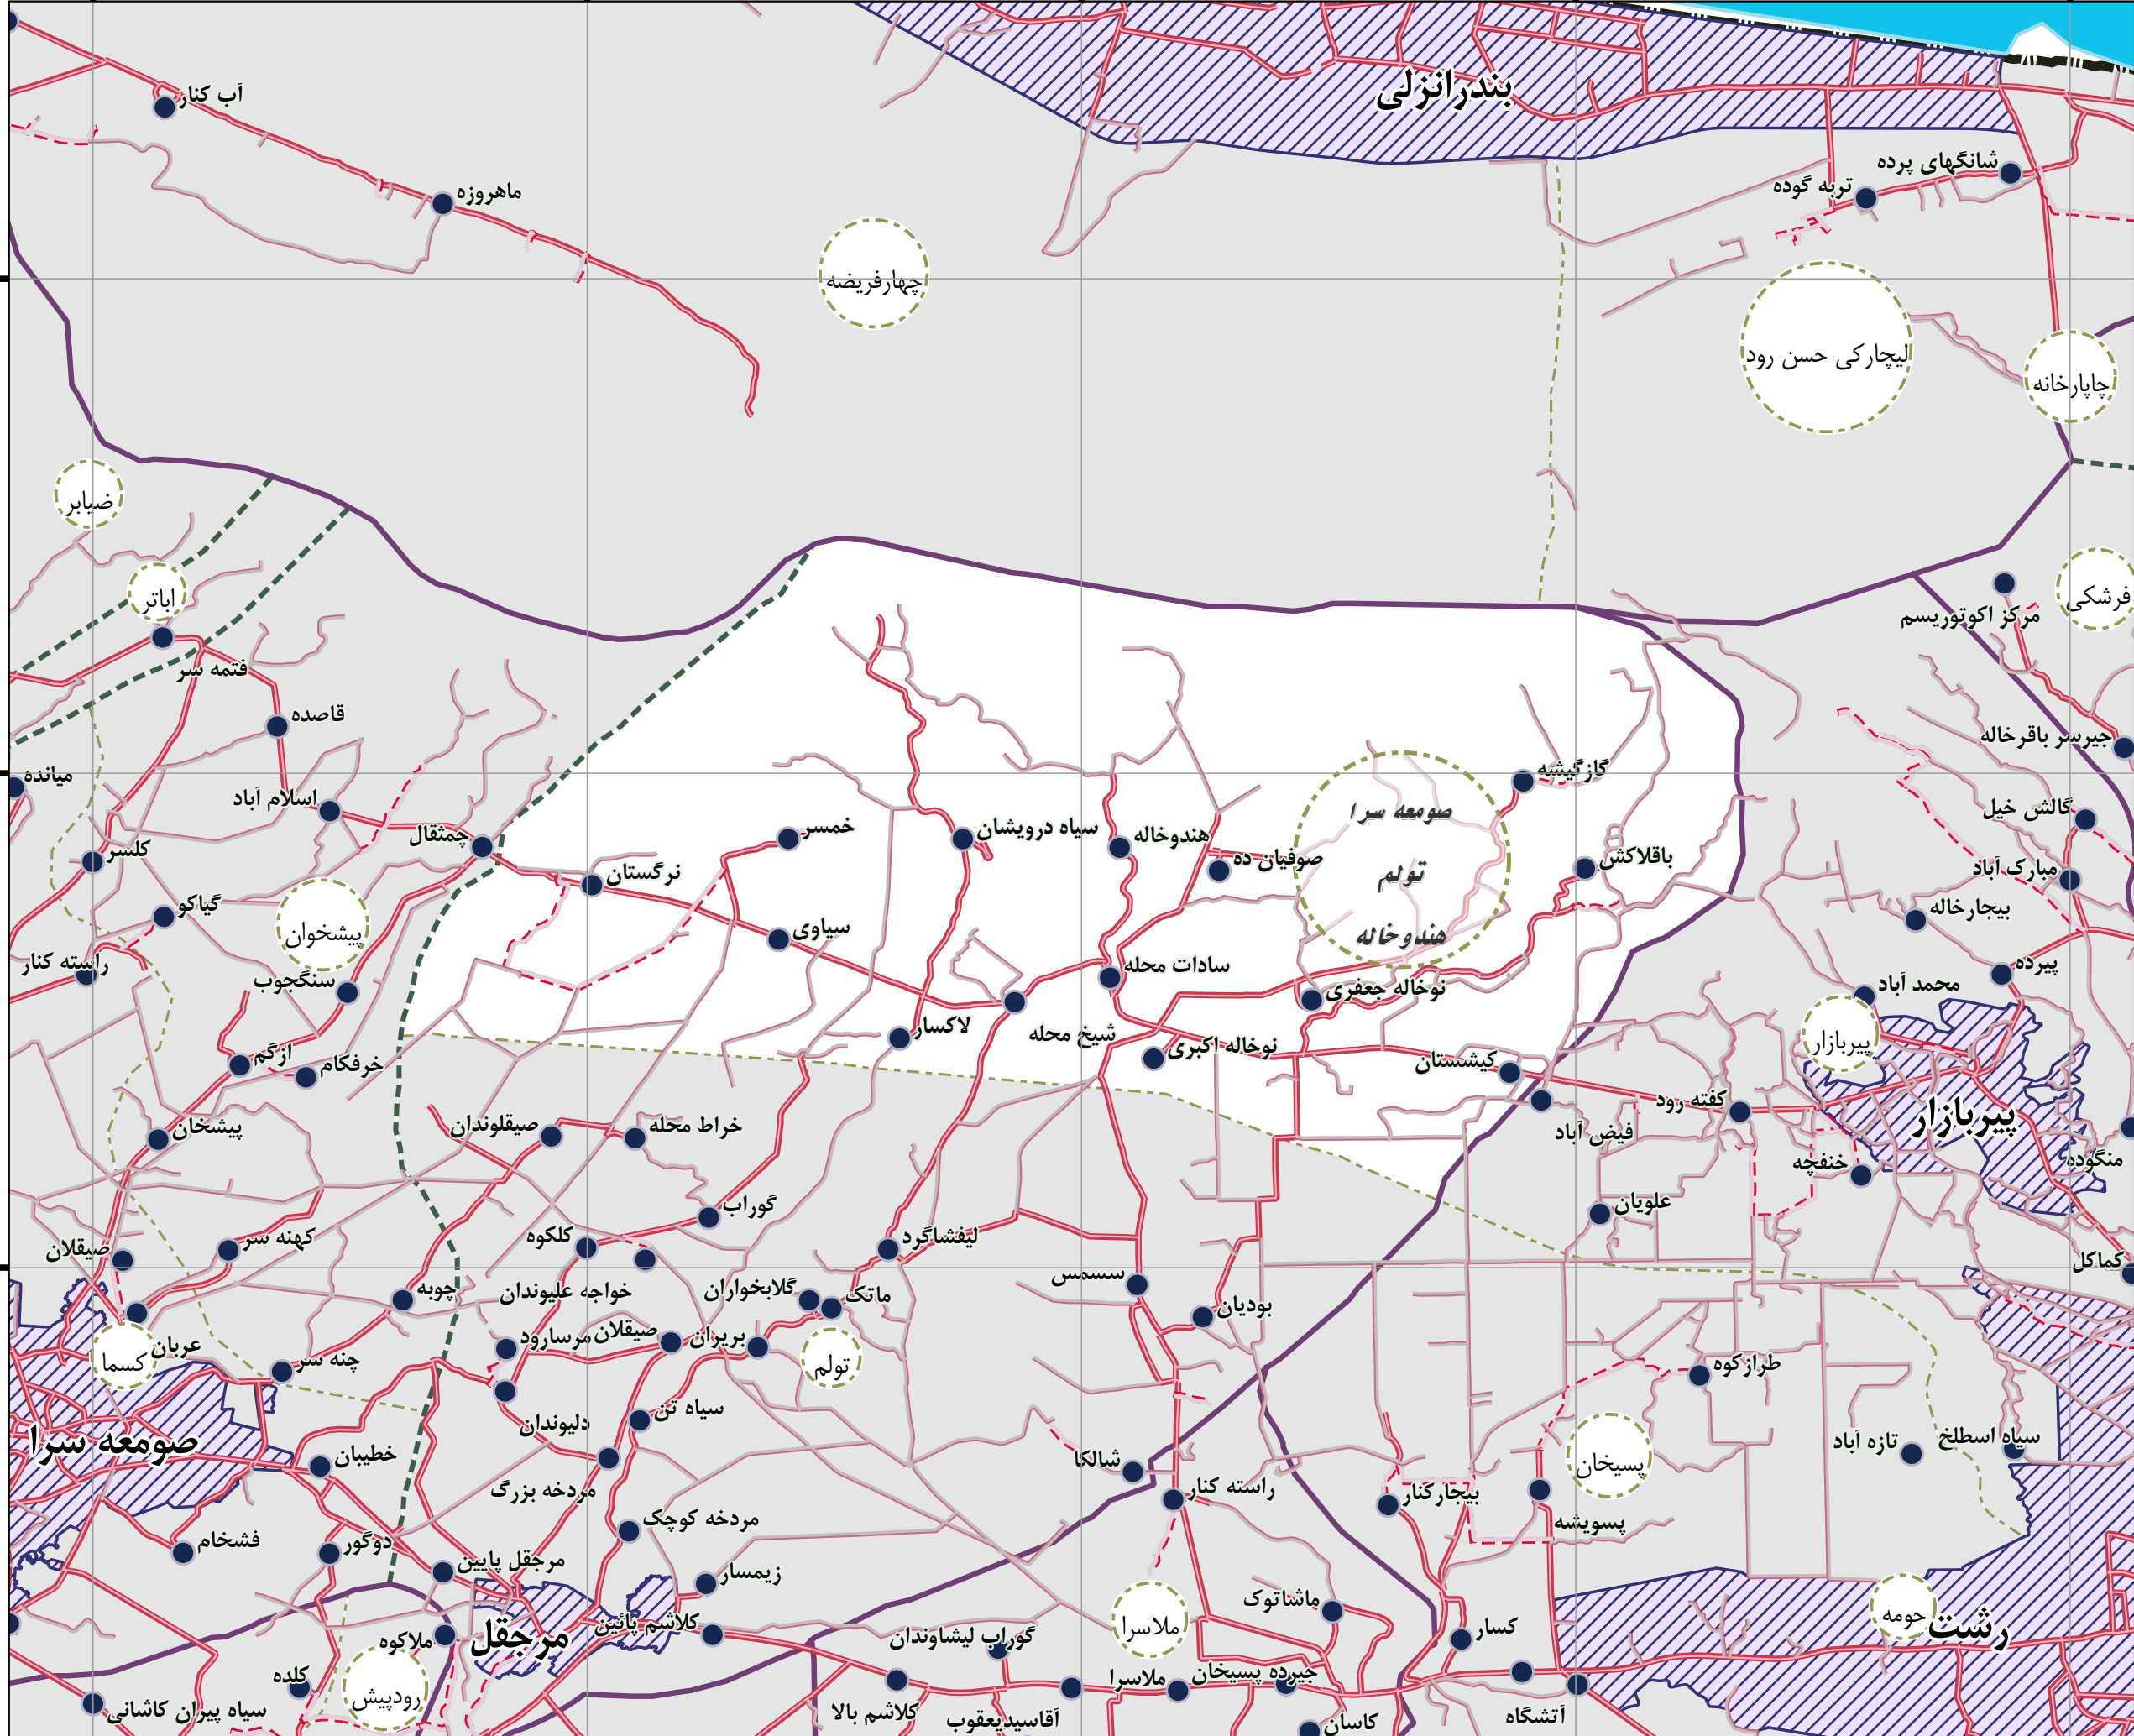 بندرانزلی
آب کنار
شانگهای پرده
تربه گوده
ماهروزه
چهارفریضه
لیچارکی حسن رود
چاپارخانه
ضیابر
اباتر
فرشکی
مرکز اکوتوریسم
فتمه سر
قاصده
جیرسر باقرخاله
میانده
اسلام آباد
گازگیشه
صومعه سرا
تولم
هندوخاله
گالش خیل
چمثقال
خمسر
سیاه درویشان
هندوخاله
صوفیان ده
باقلاکش
کلسر
نرگستان
مبارک آباد
گیاکو
بیجارخاله
پیشخوان
سیاوی
راسته کنار
سنگجوب
سادات محله
نوخاله جعفری
پیرده
محمد آباد
لاکسار
شیخ محله
نوخاله اکبری
پیربازار
ازگم
خرفکام
کیشستان
کفته رود
پیربازار
پیشخان
صیقلوندان
خراط محله
فیض آباد
خنفچه
منگوده
گوراب
علویان
کهنه سر
صیقلان
کلکوه
لیفشاگرد
کماکل
چوبه
خواجه علیوندان
گلابخواران
ماتک
سسمس
بودیان
عربان
کسما
مرسارود
صیقلان
بریران
تولم
چنه سر
طرازکوه
دلیوندان
سیاه تن
صومعه سرا
خطیبان
شالکا
پسیخان
تازه آباد
سیاه اسطلخ
مردخه بزرگ
راسته کنار
بیجارکنار
پسویشه
مردخه کوچک
فشخام
دوگور
مرجقل پایین
زیمسار
ماشاتوک
ملاسرا
حومه
رشت
ملاکوه
مرجقل
کلاشم پائین
گوراب لیشاوندان
کسار
کلده
رودپیش
ملاسرا
جیرده پسیخان
سیاه پیران کاشانی
کلاشم بالا
آقاسیدیعقوب
کاسان
آتشگاه